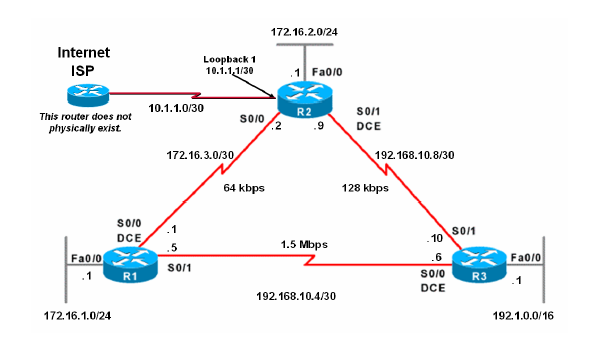 172.16.2.0/24
Internet
ISP
Loopback 1
10.1.1.1/30
.1
Fa0/0
This router does not
physically exist.
10.1.1.0/30
R2
S0/0
.2
.9
S0/1
DCE
172.16.3.0/30
192.168.10.8/30
64 kbps
128 kbps
S0/0
DCE
.1
.5
1.5 Mbps
.10
S0/1
.6
Fa0/0
.1
R1
S0/1
S0/0
DCE
R3
Fa0/0
.1
192.168.10.4/30
172.16.1.0/24
192.1.0.0/16